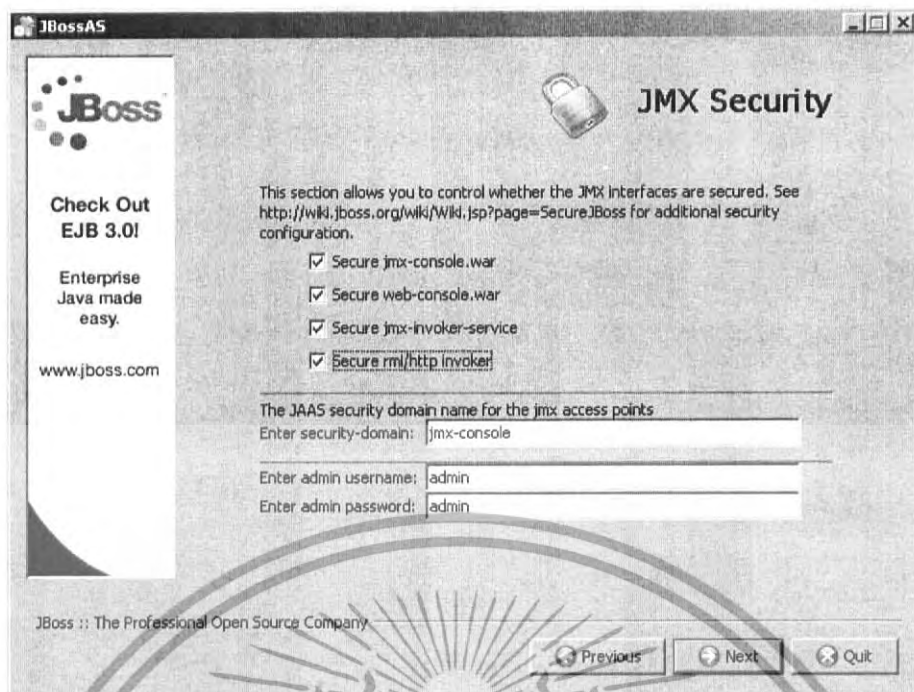 JBossAS
JBoss
Check Out
EJB 3.0!
Enterprise
Java made
easy.
www.jboss.com
JMX Security
This section allows you to control whether the JMX interfaces are secured. See
http://wiki.jboss.org/wiki/Wiki.jsp?page=SecureJBoss for additional security
configuration.
Secure jmx-console.war
Secure web-console.war
Secure jmx-invoker-service
Secure rmi/http invoker
The JAAS security domain name for the jmx access points
Enter security-domain: jmx-console
Enter admin username: admin
Enter admin password: admin
JBoss :: The Professional Open Source Company
Previous Next Quit